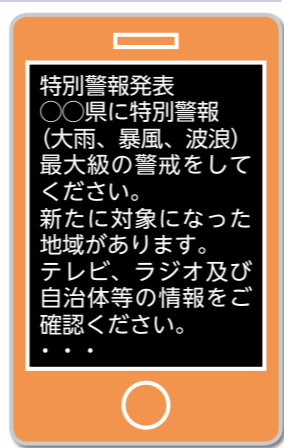 特別警報発表
○○県に特別警報
(大雨、暴風、波浪)
最大級の警戒をして
ください。
新たに対象になった
地域があります。
テレビ、ラジオ及び
自治体等の情報をご
確認ください。
・・・